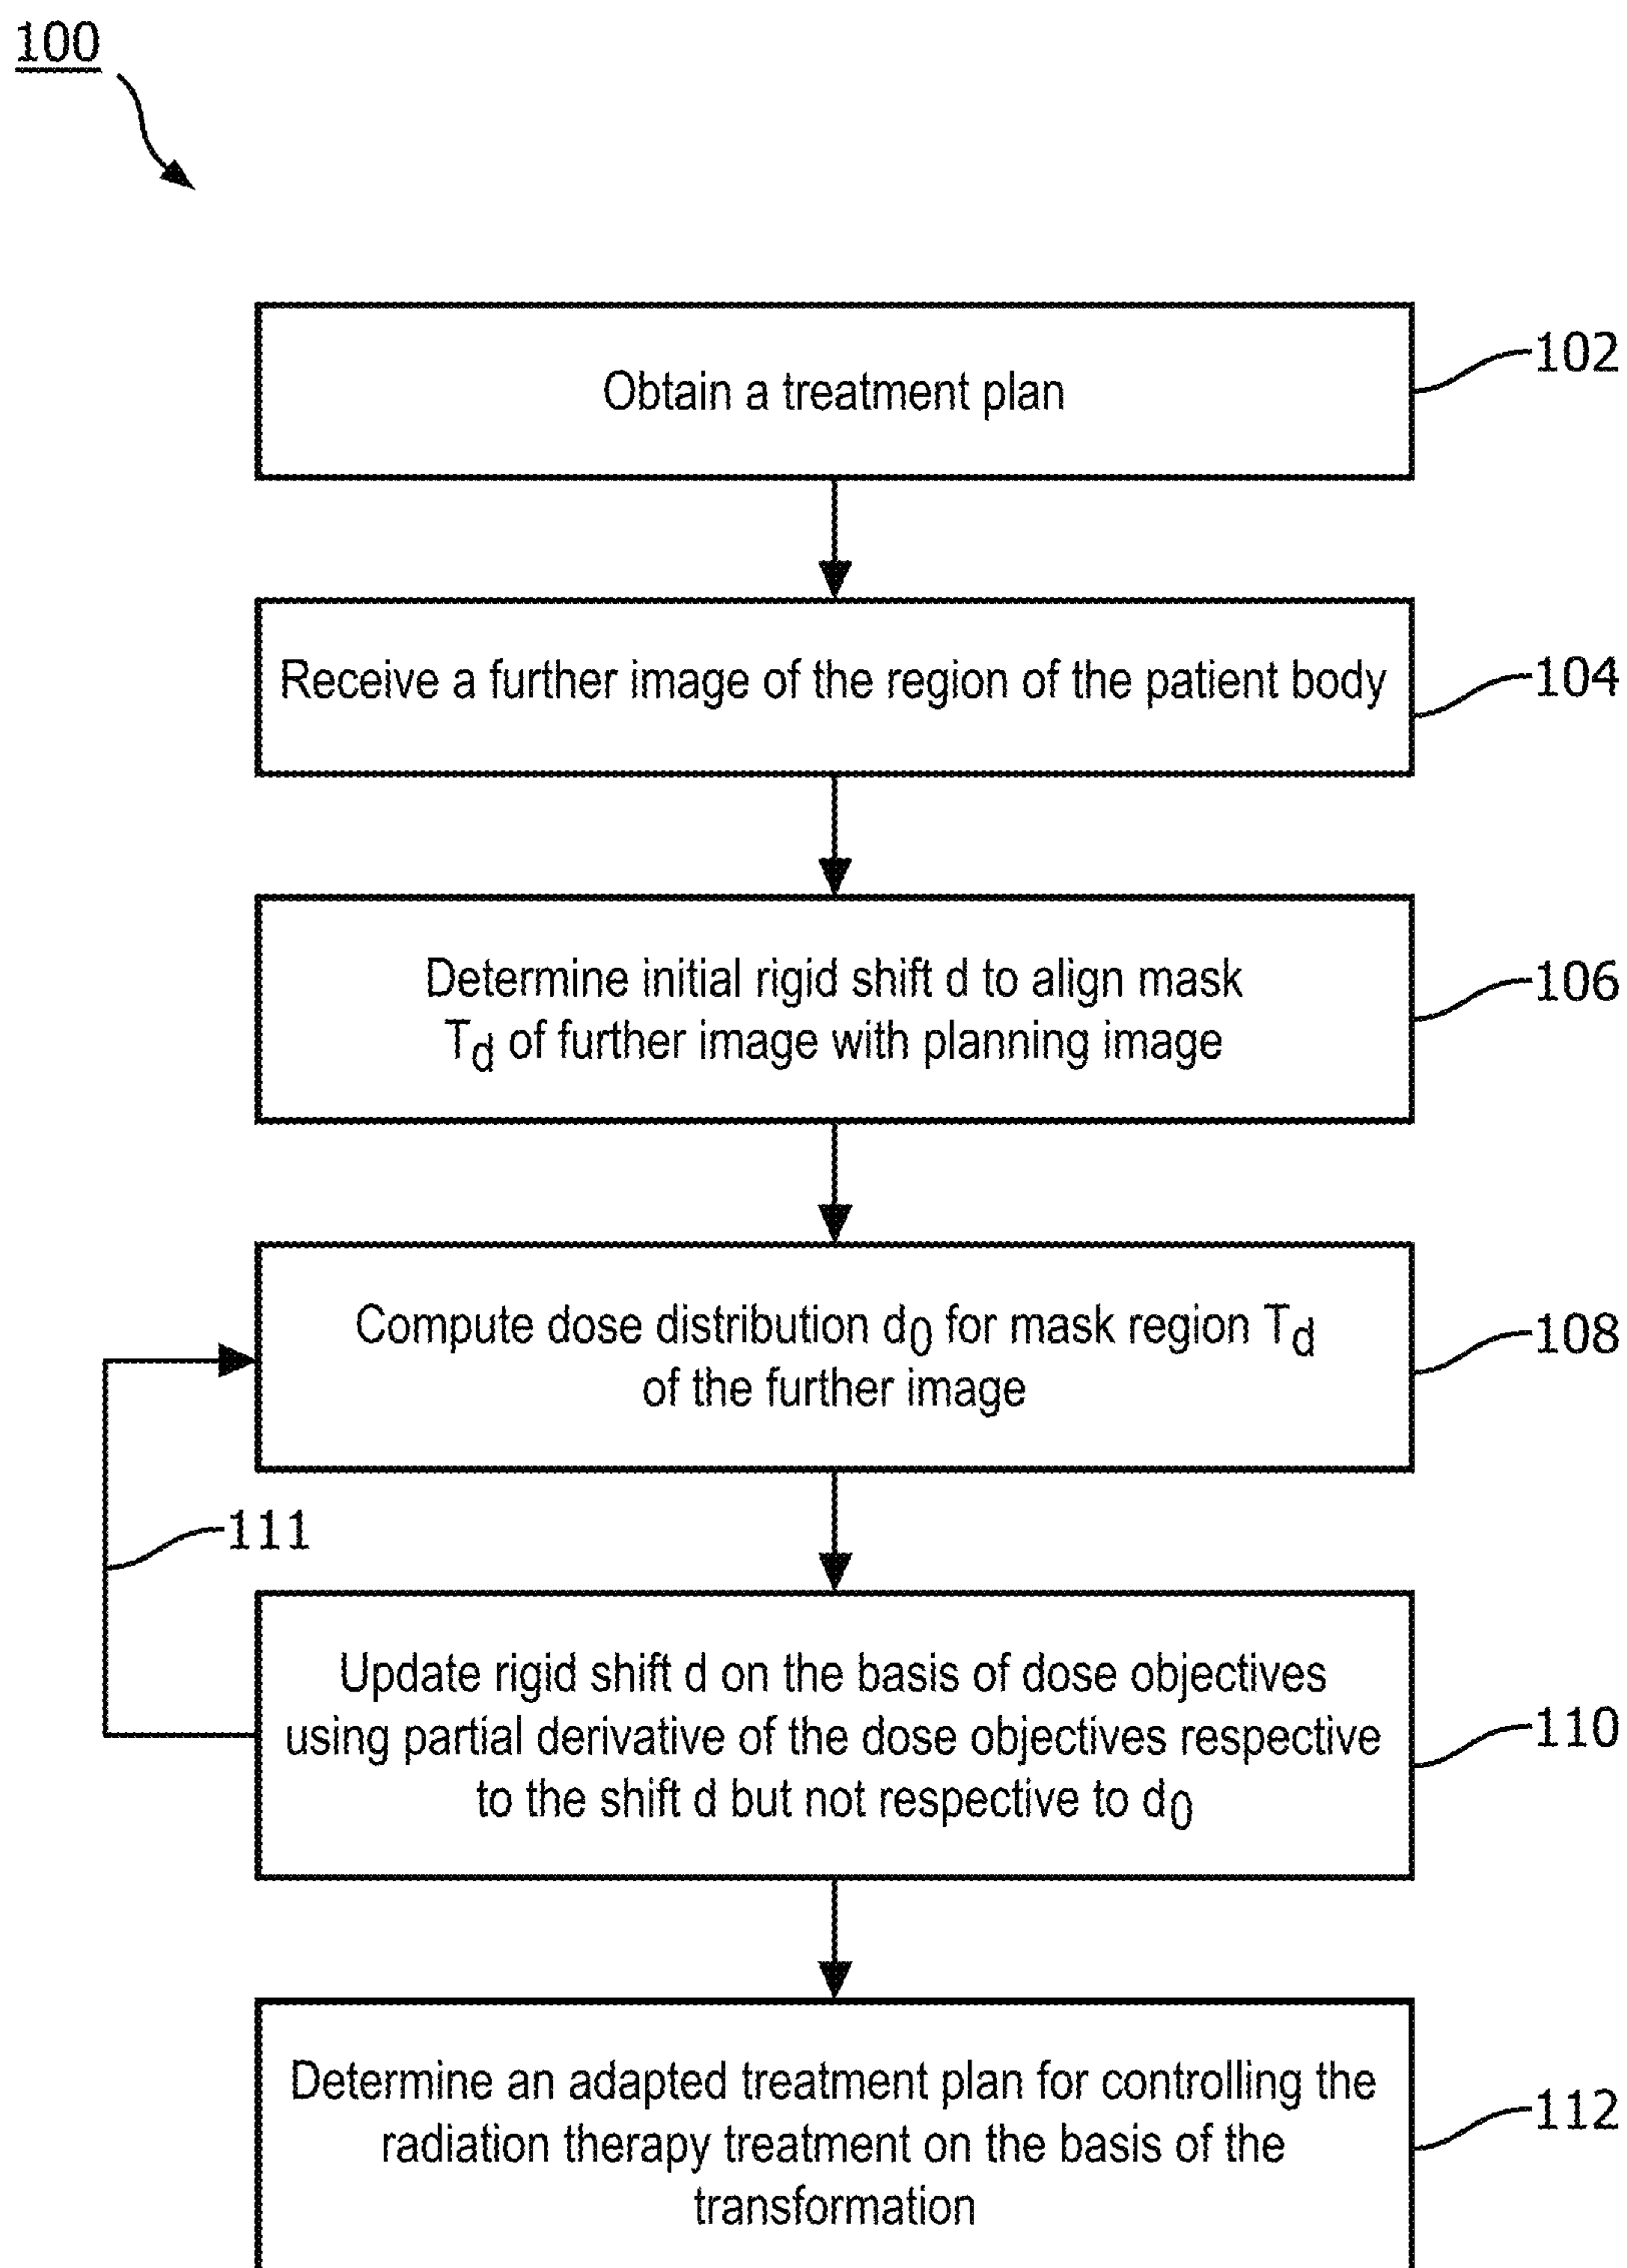 100
Obtain a treatment plan
102
Receive a further image of the region of the patient body
104
Determine initial rigid shift d to align mask
T_d of further image with planning image
106
Compute dose distribution d_0 for mask region T_d
of the further image
108
111
Update rigid shift d on the basis of dose objectives
using partial derivative of the dose objectives respective
to the shift d but not respective to d_0
110
Determine an adapted treatment plan for controlling the
radiation therapy treatment on the basis of the
transformation
112